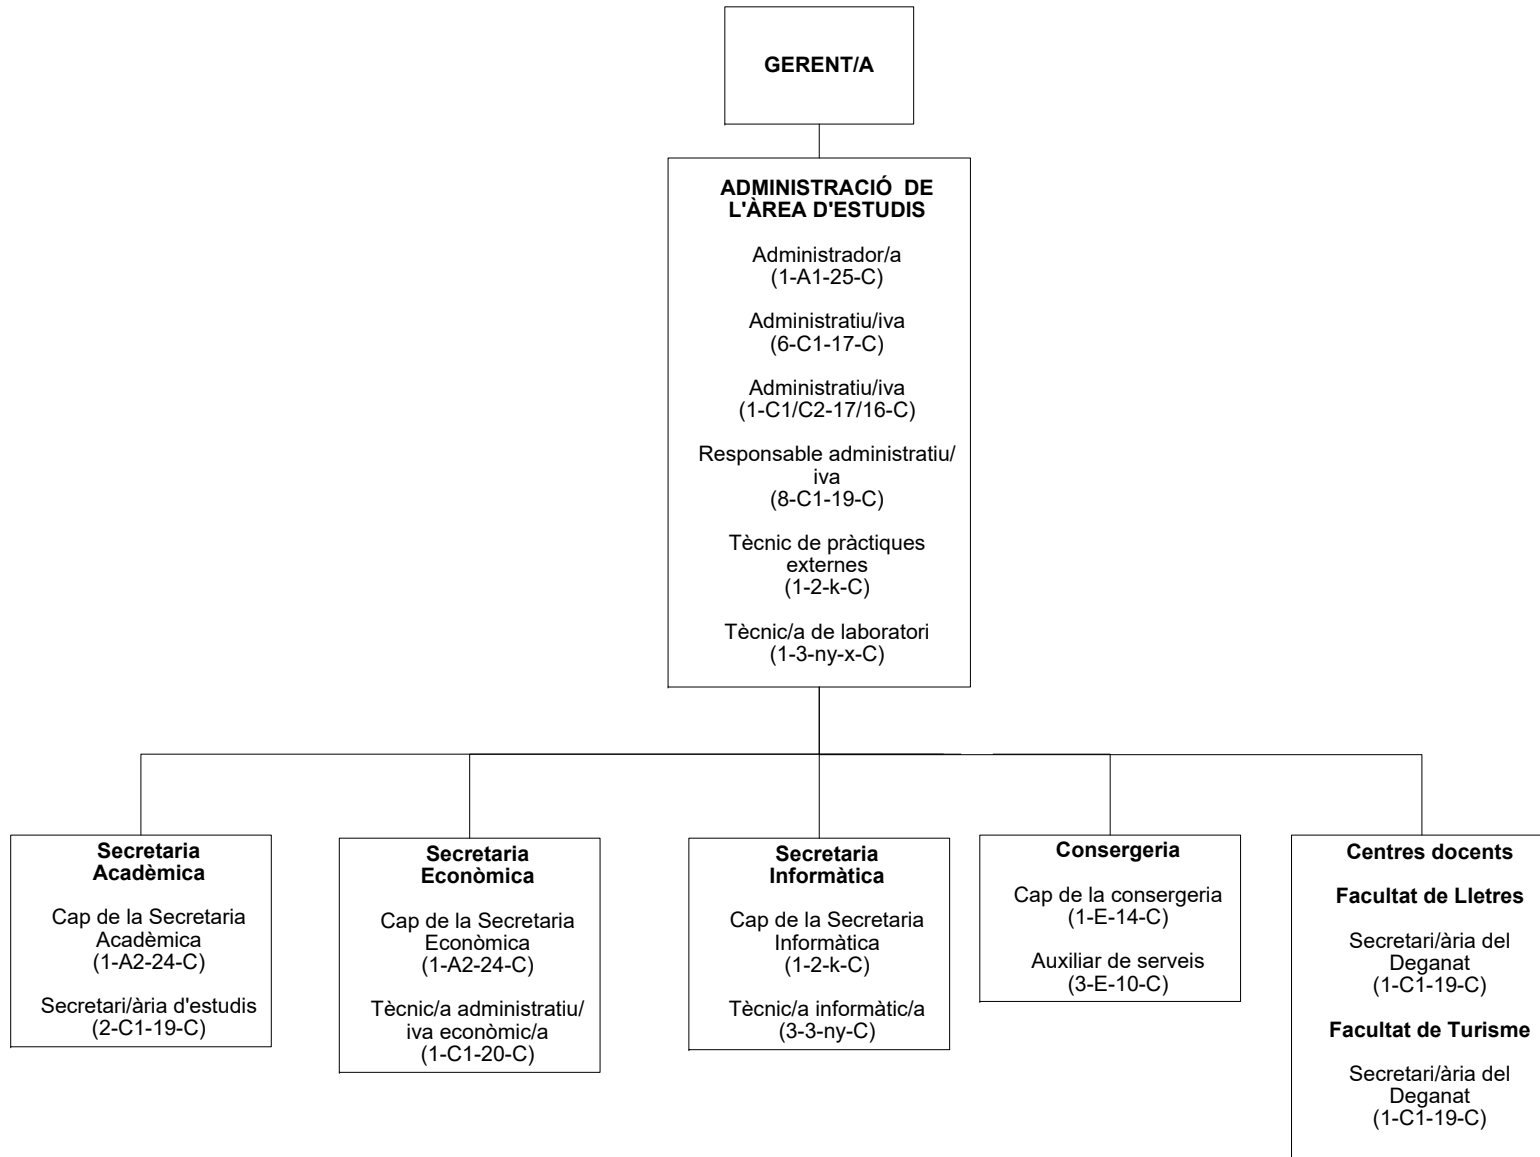 GERENT/A
ADMINISTRACIÓ DE
L'ÀREA D'ESTUDIS
Administrador/a
(1-A1-25-C)
Administratiu/iva
(6-C1-17-C)
Administratiu/iva
(1-C1/C2-17/16-C)
Responsable administratiu/
iva
(8-C1-19-C)
Tècnic de pràctiques
externes
(1-2-k-C)
Tècnic/a de laboratori
(1-3-ny-x-C)
Secretaria
Acadèmica
Cap de la Secretaria
Acadèmica
(1-A2-24-C)
Secretari/ària d'estudis
(2-C1-19-C)
Secretaria
Econòmica
Cap de la Secretaria
Econòmica
(1-A2-24-C)
Tècnic/a administratiu/
iva econòmic/a
(1-C1-20-C)
Secretaria
Informàtica
Cap de la Secretaria
Informàtica
(1-2-k-C)
Tècnic/a informàtic/a
(3-3-ny-C)
Consergeria
Cap de la consergeria
(1-E-14-C)
Auxiliar de serveis
(3-E-10-C)
Centres docents
Facultat de Lletres
Secretari/ària del
Deganat
(1-C1-19-C)
Facultat de Turisme
Secretari/ària del
Deganat
(1-C1-19-C)